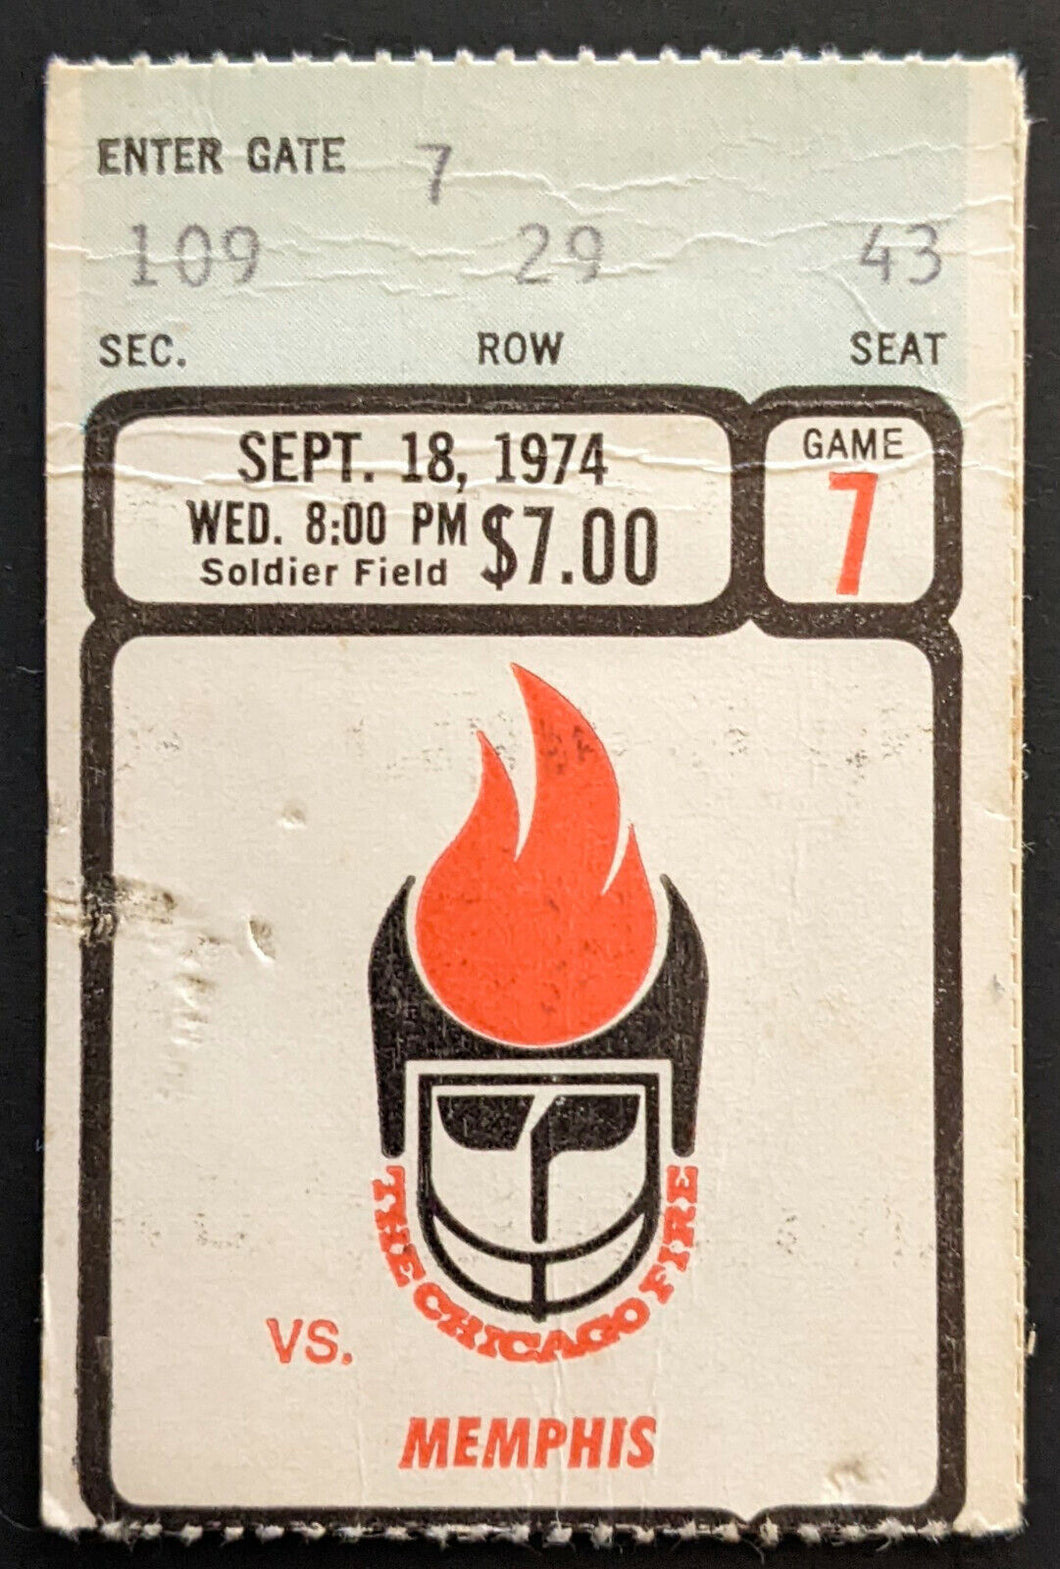 ENTER GATE 7
109 29 43
SEC. ROW SEAT
SEPT. 18, 1974
WED. 8:00 PM $7.00
Soldier Field
GAME
7
THE CHICAGO FIRE
VS.
MEMPHIS